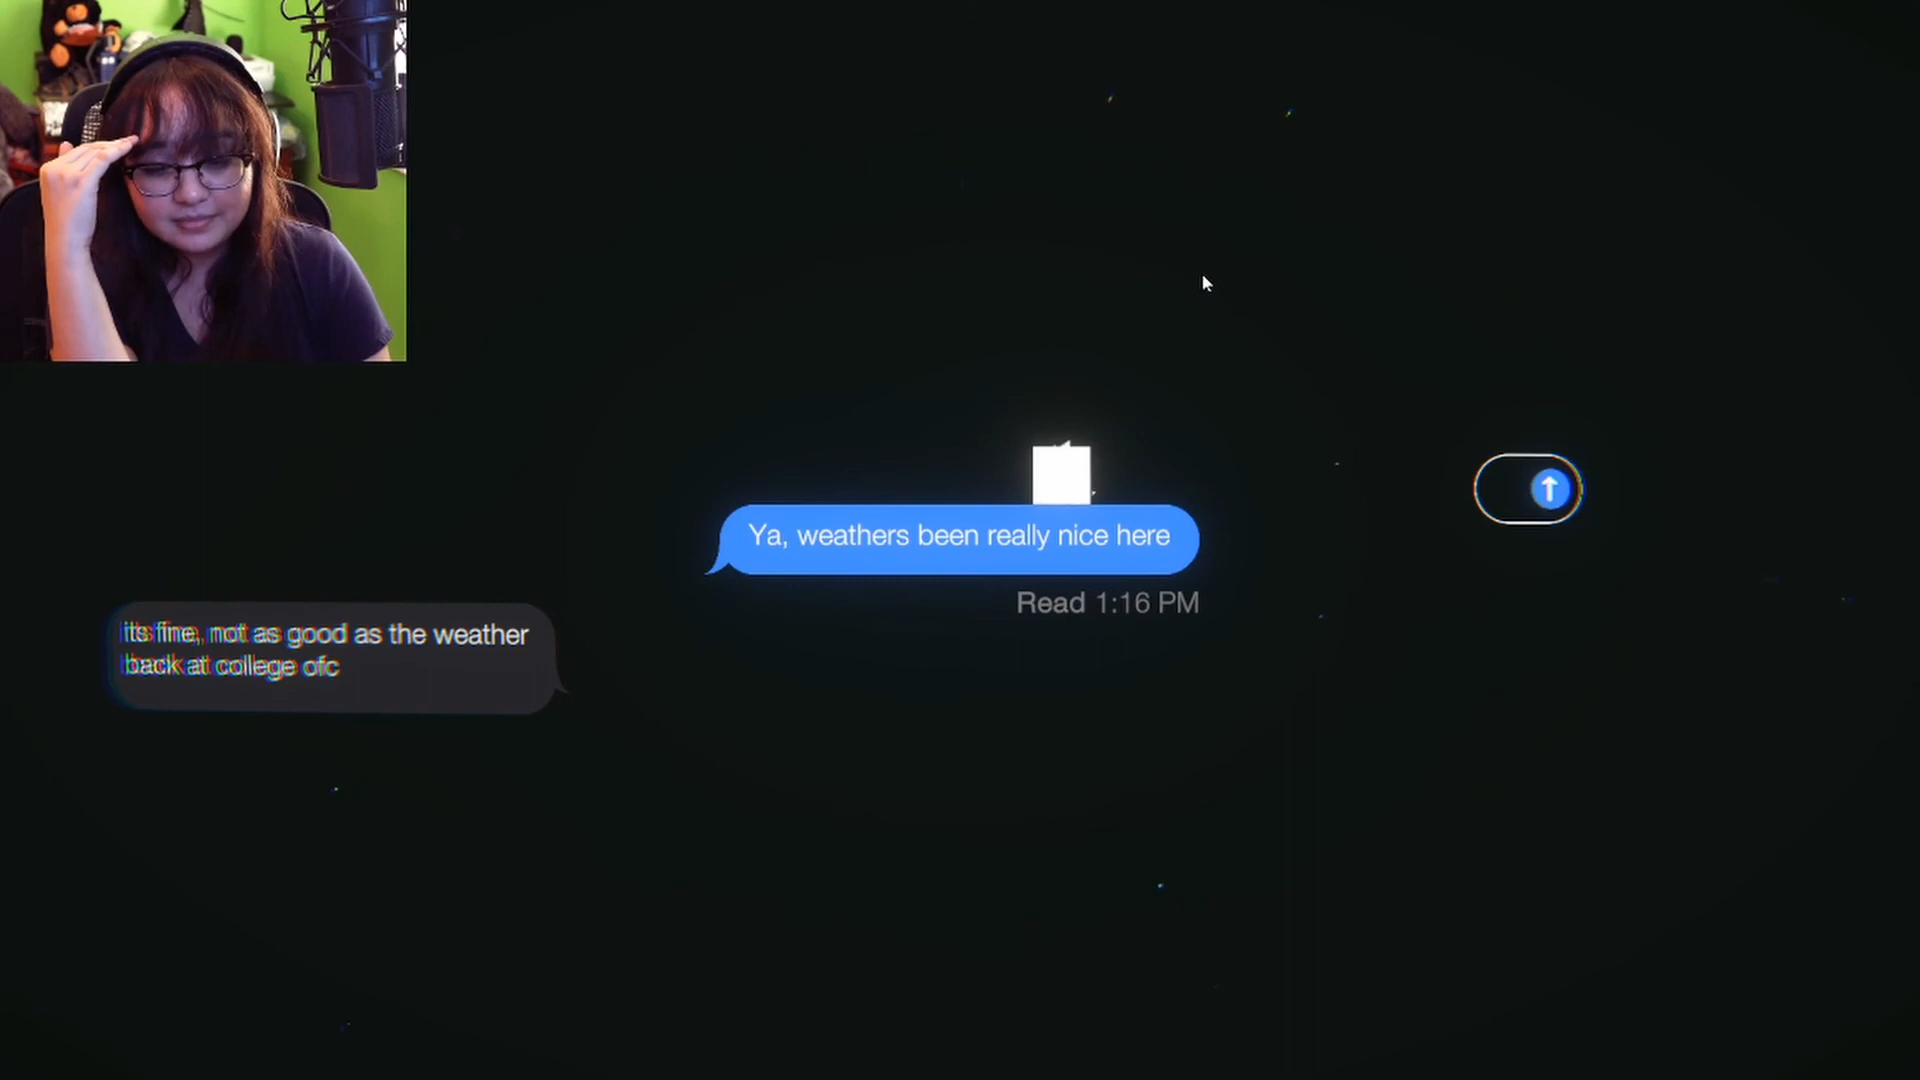 Ya, weathers been really nice here
Read 1:16 PM
its fine, not as good as the weather
back at college ofc